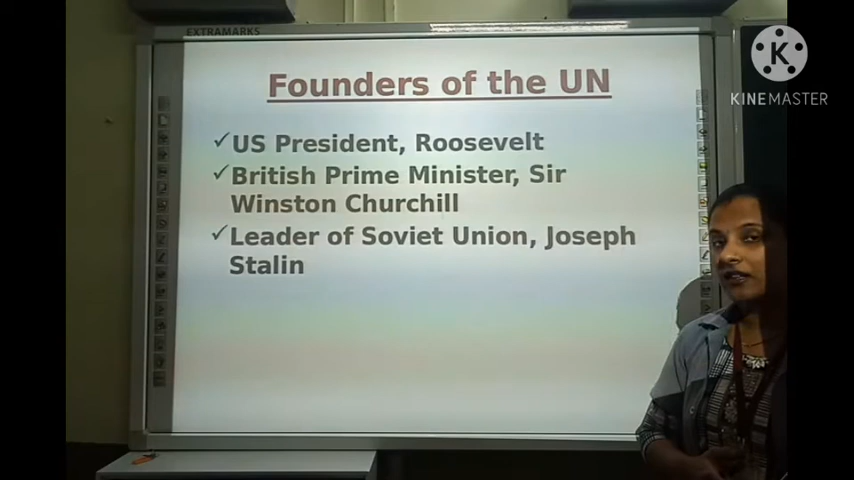 EXTRAMARKS
Founders of the UN
✓US President, Roosevelt
✓British Prime Minister, Sir
Winston Churchill
✓Leader of Soviet Union, Joseph
Stalin
K
KINEMASTER